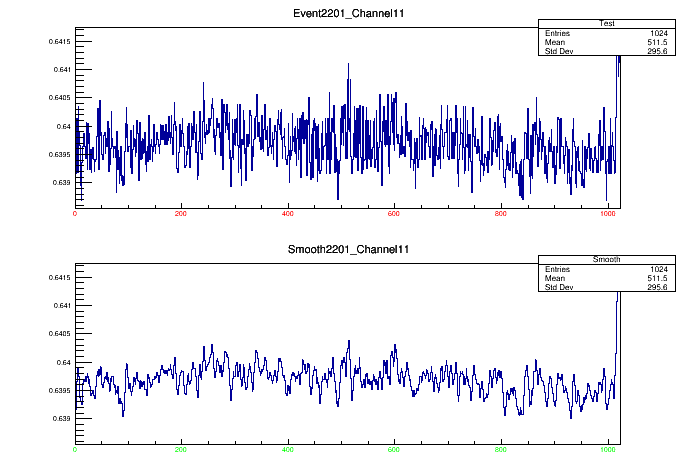 Event2201_Channel11
Test
Entries 1024
Mean 511.5
Std Dev 295.6
0.6415
0.641
0.6405
0.64
0.6395
0.639
0 200 400 600 800 1000
Smooth2201_Channel11
Smooth
Entries 1024
Mean 511.5
Std Dev 295.6
0.6415
0.641
0.6405
0.64
0.6395
0.639
0 200 400 600 800 1000